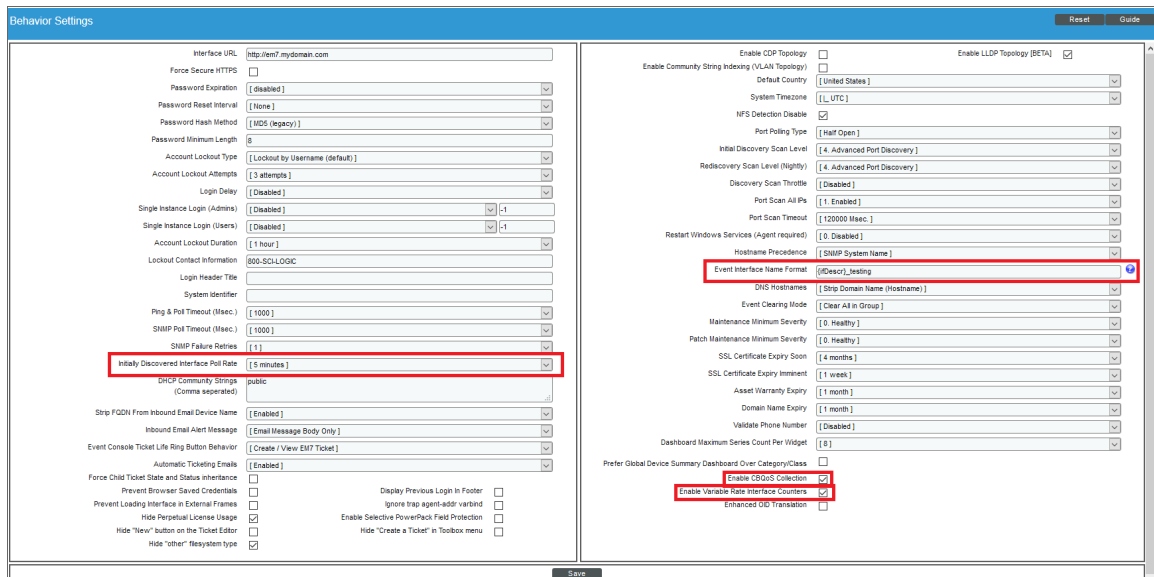 Behavior Settings
Reset Guide
Interface URL http://em7.mydomain.com
Force Secure HTTPS
Password Expiration [ disabled ]
Password Reset Interval [ None ]
Password Hash Method [ MD5 (legacy) ]
Password Minimum Length 8
Account Lockout Type [ Lockout by Username (default) ]
Account Lockout Attempts [ 3 attempts ]
Login Delay [ Disabled ]
Single Instance Login (Admins) [ Disabled ] -1
Single Instance Login (Users) [ Disabled ] -1
Account Lockout Duration [ 1 hour ]
Lockout Contact Information 800-SCI-LOGIC
Login Header Title
System Identifier
Ping & Poll Timeout (Msec.) [ 1000 ]
SNMP Poll Timeout (Msec.) [ 1000 ]
SNMP Failure Retries [ 1 ]
Initially Discovered Interface Poll Rate [ 5 minutes ]
DHCP Community Strings public
(Comma seperated)
Strip FQDN From Inbound Email Device Name [ Enabled ]
Inbound Email Alert Message [ Email Message Body Only ]
Event Console Ticket Life Ring Button Behavior [ Create / View EM7 Ticket ]
Automatic Ticketing Emails [ Enabled ]
Force Child Ticket State and Status inheritance
Prevent Browser Saved Credentials Display Previous Login In Footer
Prevent Loading Interface in External Frames Ignore trap agent-addr varbind
Hide Perpetual License Usage Enable Selective PowerPack Field Protection
Hide "New" button on the Ticket Editor Hide "Create a Ticket" in Toolbox menu
Hide "other" filesystem type
Enable CDP Topology Enable LLDP Topology [BETA]
Enable Community String Indexing (VLAN Topology)
Default Country [ United States ]
System Timezone [ |_ UTC ]
NFS Detection Disable
Port Polling Type [ Half Open ]
Initial Discovery Scan Level [ 4. Advanced Port Discovery ]
Rediscovery Scan Level (Nightly) [ 4. Advanced Port Discovery ]
Discovery Scan Throttle [ Disabled ]
Port Scan All IPs [ 1. Enabled ]
Port Scan Timeout [ 120000 Msec. ]
Restart Windows Services (Agent required) [ 0. Disabled ]
Hostname Precedence [ SNMP System Name ]
Event Interface Name Format {ifDescr}_testing
DNS Hostnames [ Strip Domain Name (Hostname) ]
Event Clearing Mode [ Clear All in Group ]
Maintenance Minimum Severity [ 0. Healthy ]
Patch Maintenance Minimum Severity [ 0. Healthy ]
SSL Certificate Expiry Soon [ 4 months ]
SSL Certificate Expiry Imminent [ 1 week ]
Asset Warranty Expiry [ 1 month ]
Domain Name Expiry [ 1 month ]
Validate Phone Number [ Disabled ]
Dashboard Maximum Series Count Per Widget [ 8 ]
Prefer Global Device Summary Dashboard Over Category/Class
Enable CBQoS Collection
Enable Variable Rate Interface Counters
Enhanced OID Translation
Save